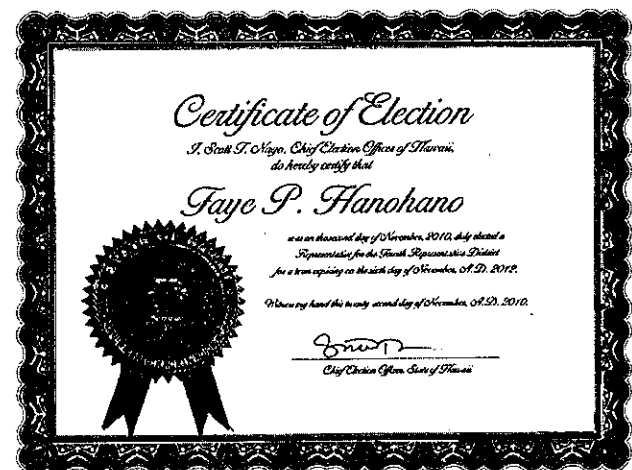 Certificate of Election
I, Scott T. Nago, Chief Election Officer of Hawaii,
do hereby certify that
Faye P. Hanohano
was on the second day of November, 2010, duly elected a
Representative for the Fourth Representative District
for a term expiring on the sixth day of November, A.D. 2012.
Witness my hand this twenty second day of November, A.D. 2010.
Chief Election Officer, State of Hawaii